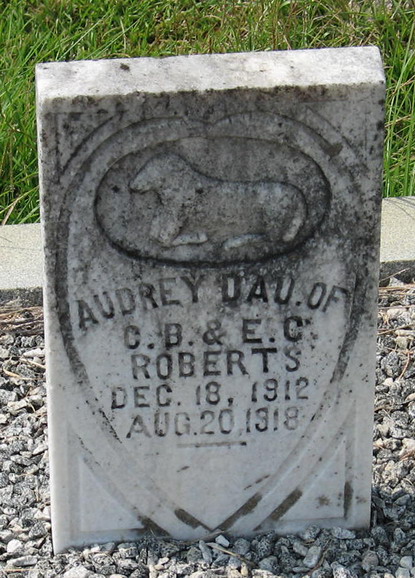 AUDREY DAU. OF
C. B. & E. C.
ROBERTS
DEC. 18, 1912
AUG. 20, 1918